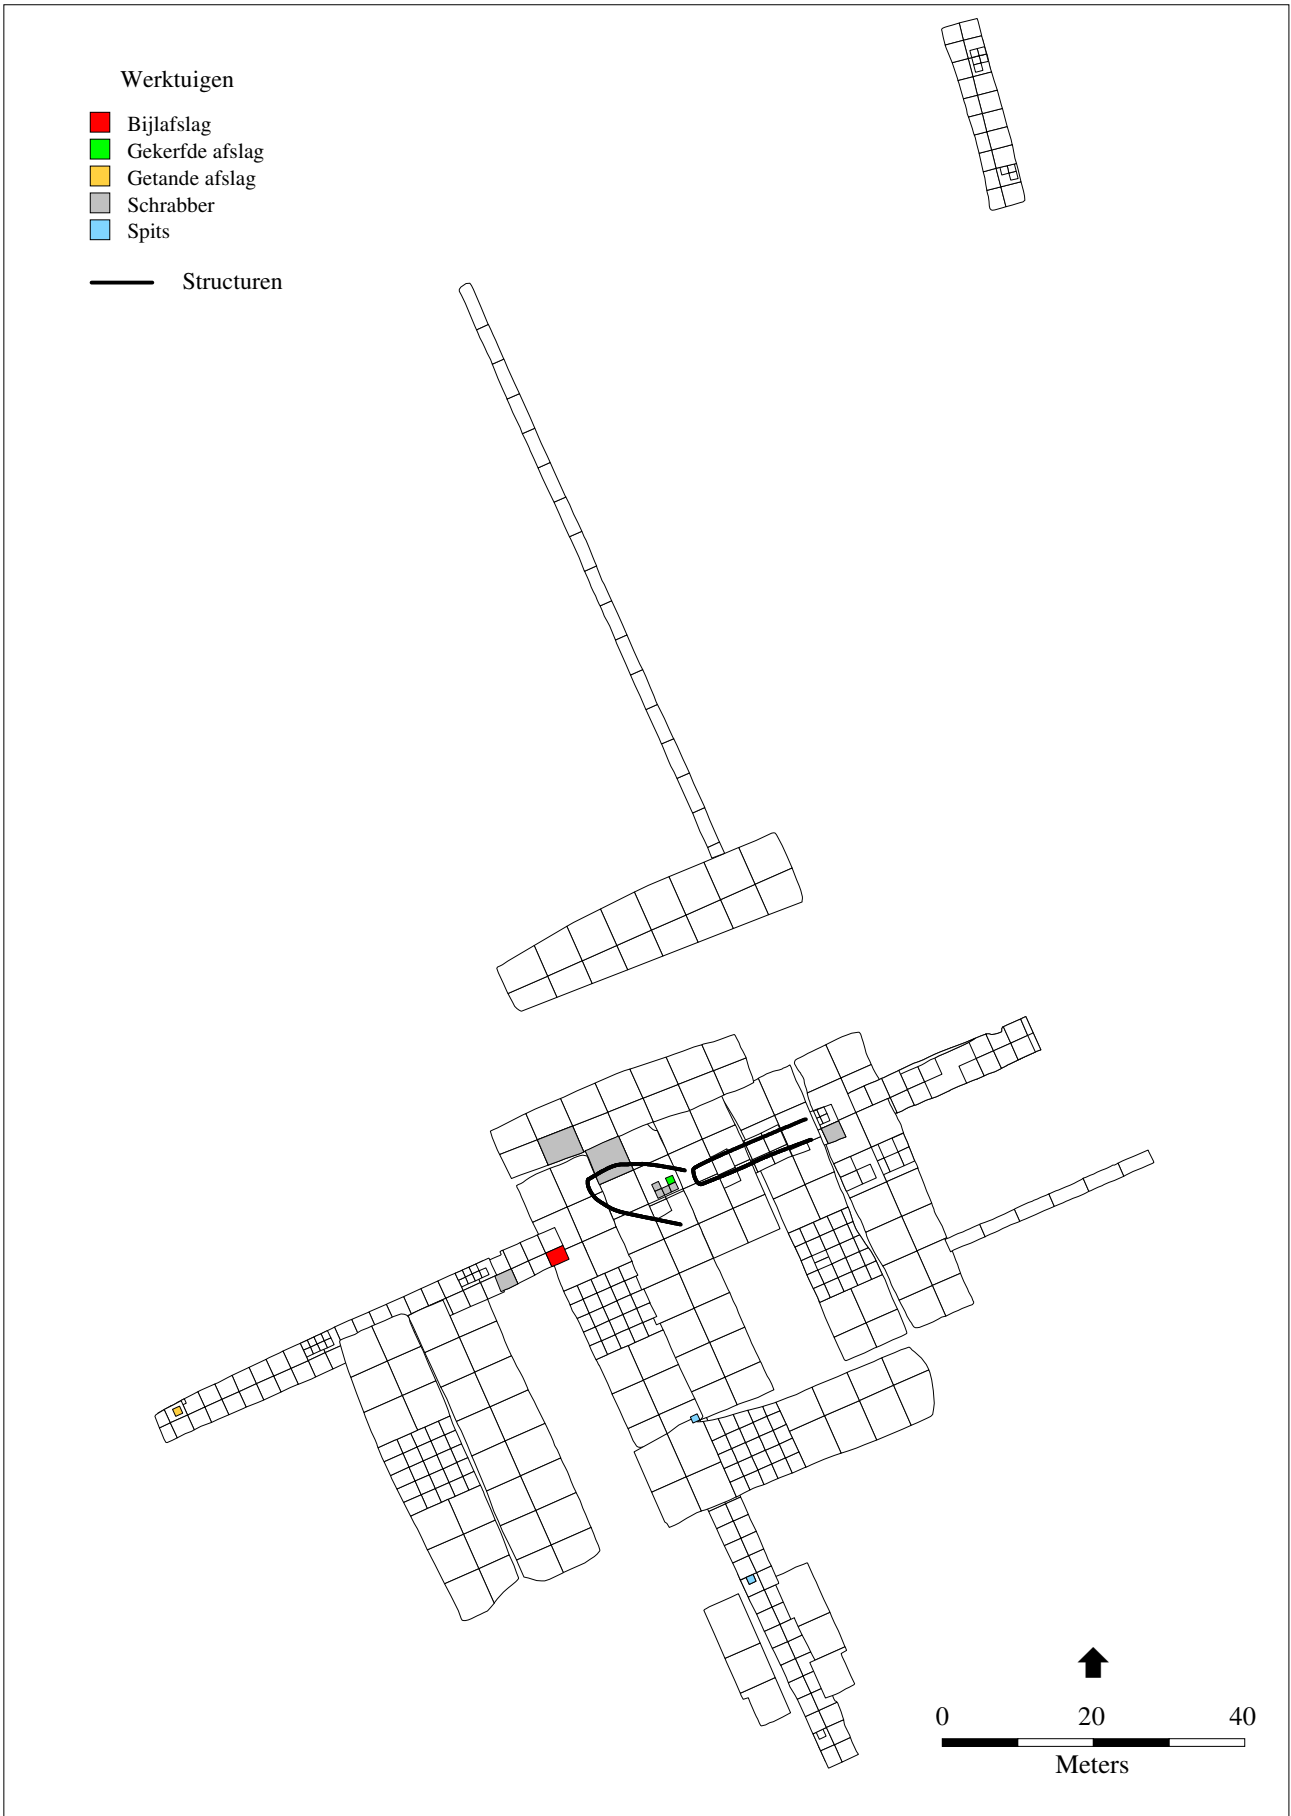 Werktuigen
Bijlafslag
Gekerfde afslag
Getande afslag
Schrabber
Spits
Structuren
0 20 40
Meters